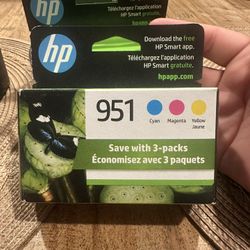 hp
Download the free
HP Smart app.
Téléchargez l'app
HP Smart gratuite.
hpapp.com
951
Cyan
Magenta
Yellow
Jaune
Save with 3-packs
Économisez avec 3 paquets